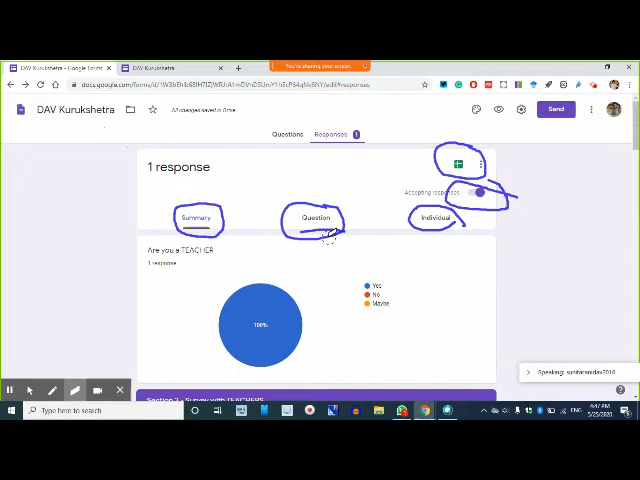 You're sharing your screen.
DAV Kurukshetra - Google Forms
DAV Kurukshetra
DAV Kurukshetra
All changes saved in Drive
Send
Questions
Responses 1
1 response
Accepting responses
Summary
Question
Individual
Are you a TEACHER
1 response
Yes
No
Maybe
100%
Speaking: sunitaranidav2016
Section 2 - Survey with TEACHERS
Type here to search
ENG
4:47 PM
5/25/2020